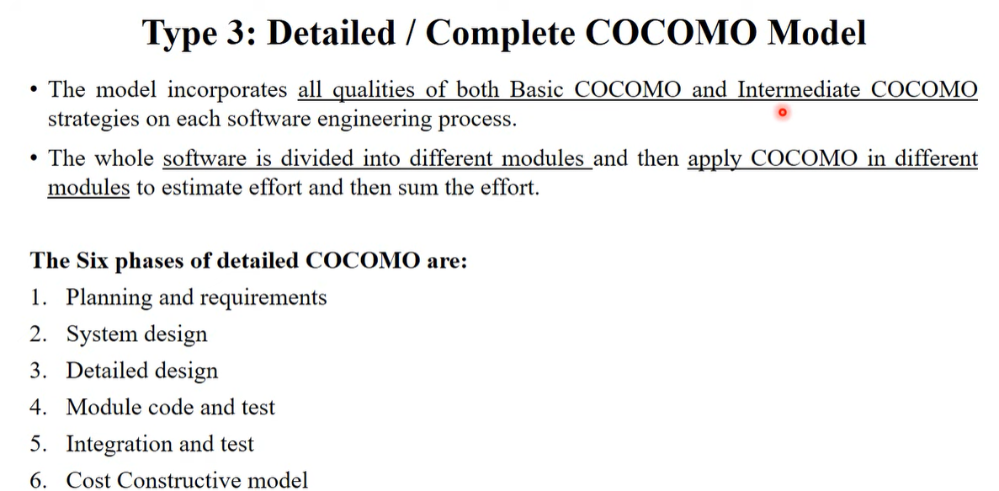 Type 3: Detailed / Complete COCOMO Model
• The model incorporates all qualities of both Basic COCOMO and Intermediate COCOMO
strategies on each software engineering process.
• The whole software is divided into different modules and then apply COCOMO in different
modules to estimate effort and then sum the effort.
The Six phases of detailed COCOMO are:
1. Planning and requirements
2. System design
3. Detailed design
4. Module code and test
5. Integration and test
6. Cost Constructive model